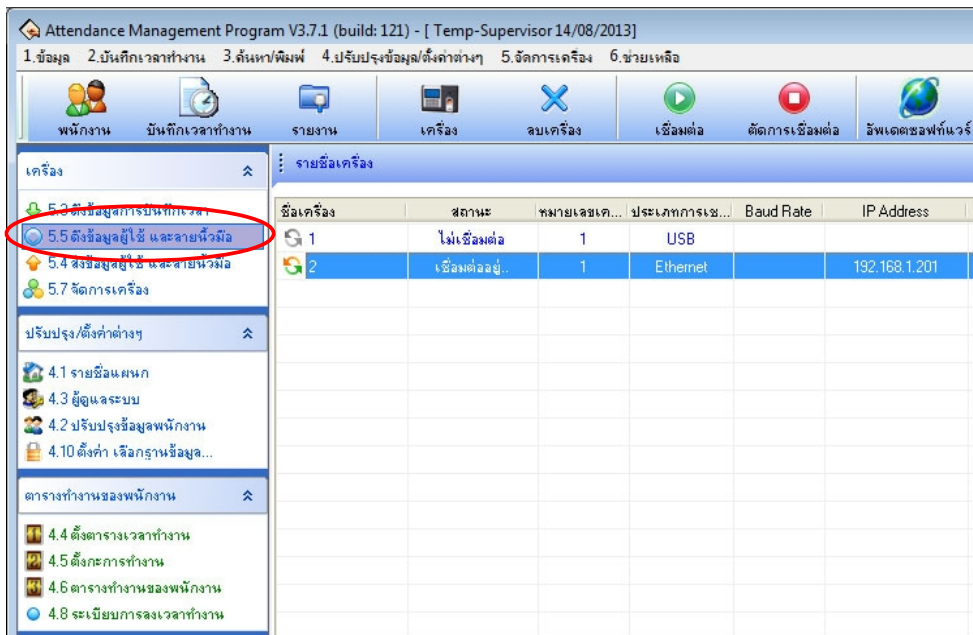 Attendance Management Program V3.7.1 (build: 121) - [ Temp-Supervisor 14/08/2013]
1.ข้อมูล 2.บันทึกเวลาทำงาน 3.ค้นหา/พิมพ์ 4.ปรับปรุงข้อมูล/ตั้งค่าต่างๆ 5.จัดการเครื่อง 6.ช่วยเหลือ
พนักงาน บันทึกเวลาทำงาน รายงาน เครื่อง ลบเครื่อง เชื่อมต่อ ตัดการเชื่อมต่อ อัพเดตซอฟท์แวร์
เครื่อง
5.3 ดึงข้อมูลการบันทึกเวลา
5.5 ดึงข้อมูลผู้ใช้ และลายนิ้วมือ
5.4 ส่งข้อมูลผู้ใช้ และลายนิ้วมือ
5.7 จัดการเครื่อง
ปรับปรุง/ตั้งค่าต่างๆ
4.1 รายชื่อแผนก
4.3 ผู้ดูแลระบบ
4.2 ปรับปรุงข้อมูลพนักงาน
4.10 ตั้งค่า เลือกฐานข้อมูล...
ตารางทำงานของพนักงาน
4.4 ตั้งตารางเวลาทำงาน
4.5 ตั้งกะการทำงาน
4.6 ตารางทำงานของพนักงาน
4.8 ระเบียบการลงเวลาทำงาน
รายชื่อเครื่อง
ชื่อเครื่อง สถานะ หมายเลขเค... ประเภทการเช... Baud Rate IP Address
1 ไม่เชื่อมต่อ 1 USB
2 เชื่อมต่ออยู่.. 1 Ethernet 192.168.1.201